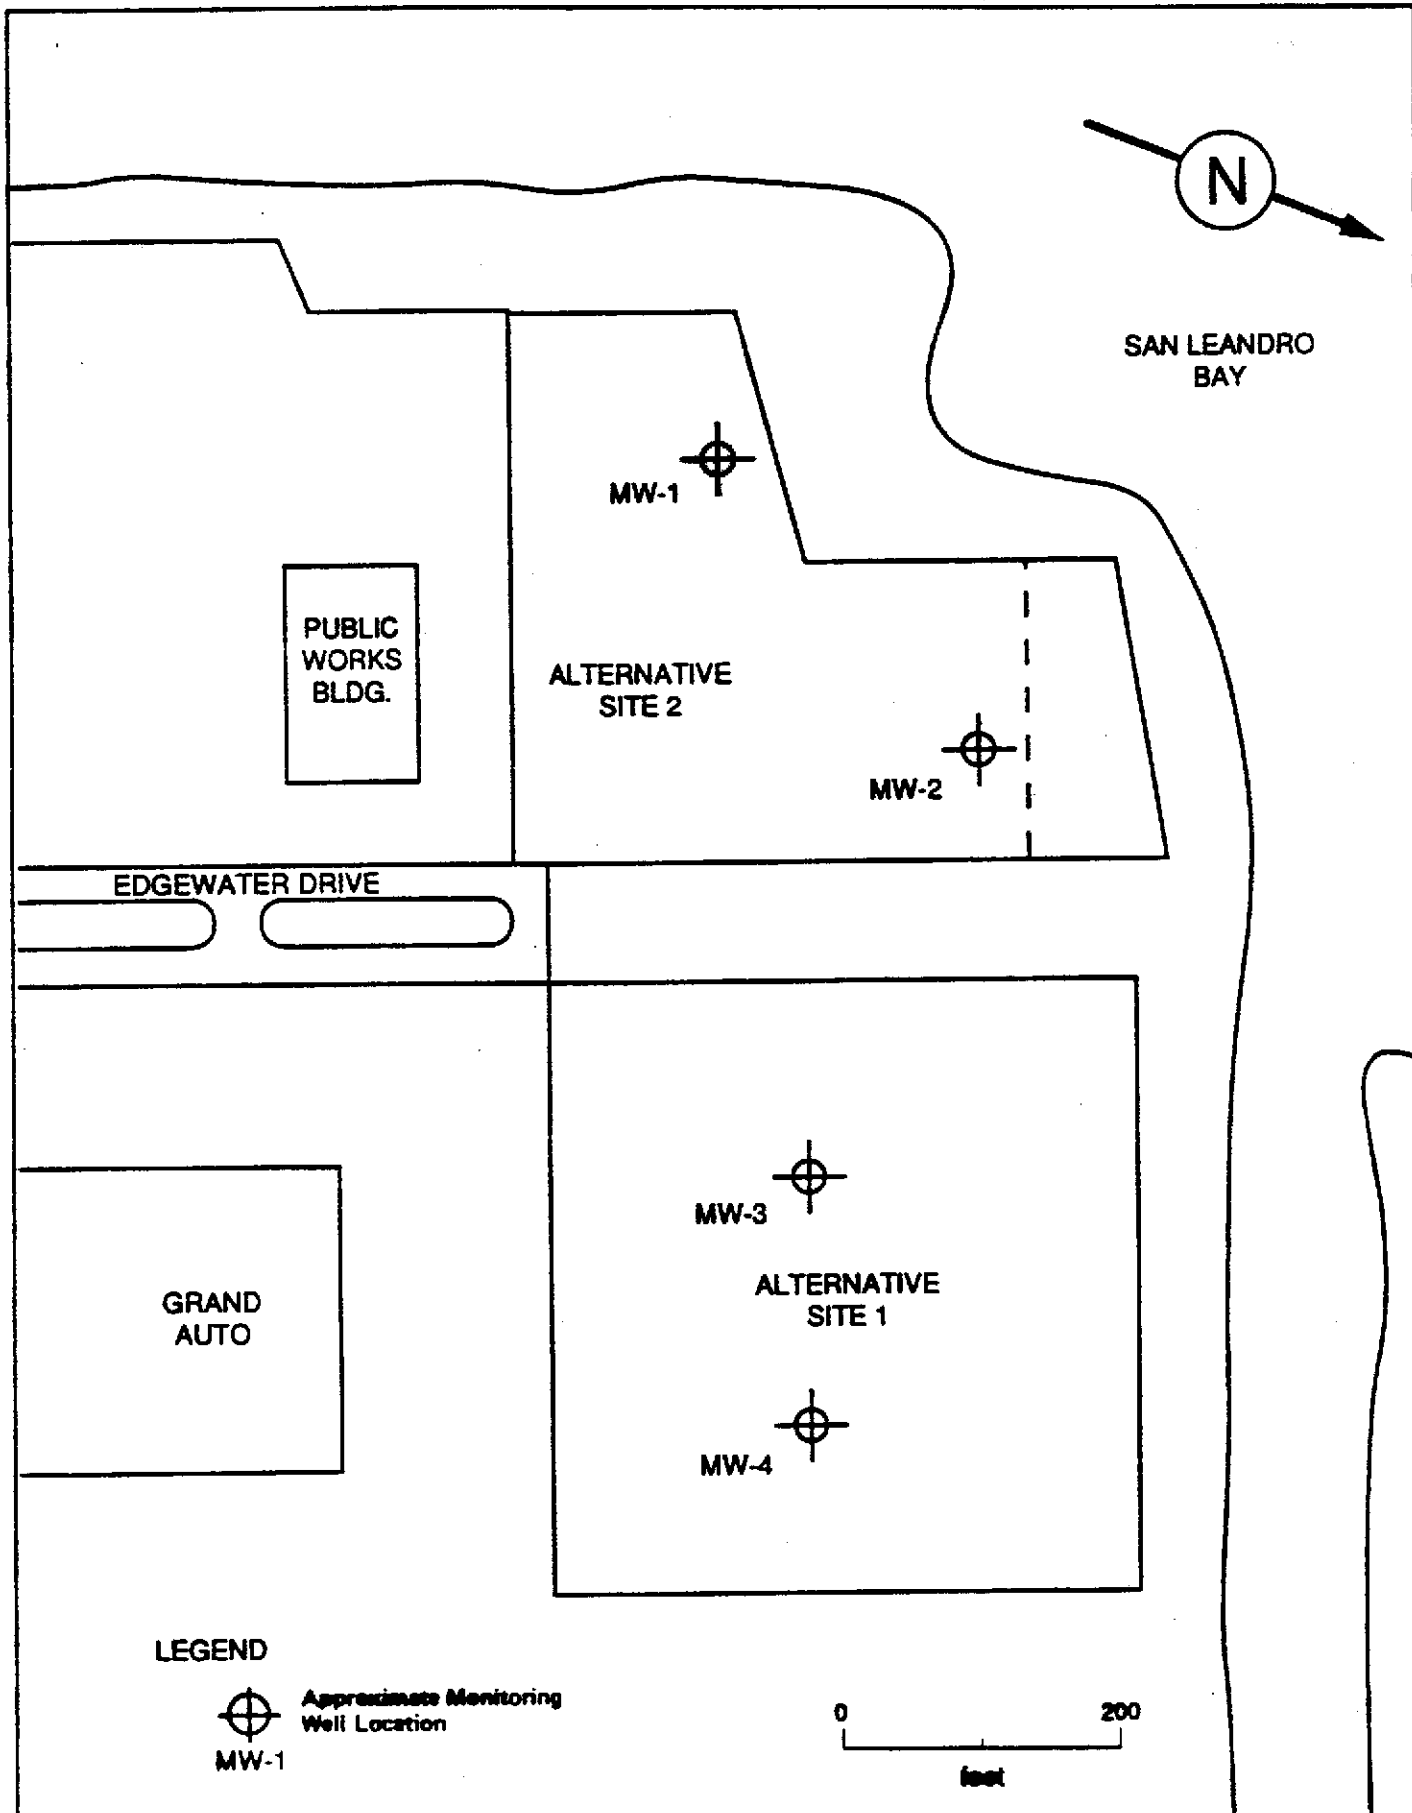 N
SAN LEANDRO
BAY
MW-1
PUBLIC
WORKS
BLDG.
ALTERNATIVE
SITE 2
MW-2
EDGEWATER DRIVE
MW-3
ALTERNATIVE
SITE 1
GRAND
AUTO
MW-4
LEGEND
Approximate Monitoring
Well Location
MW-1
0 200
feet